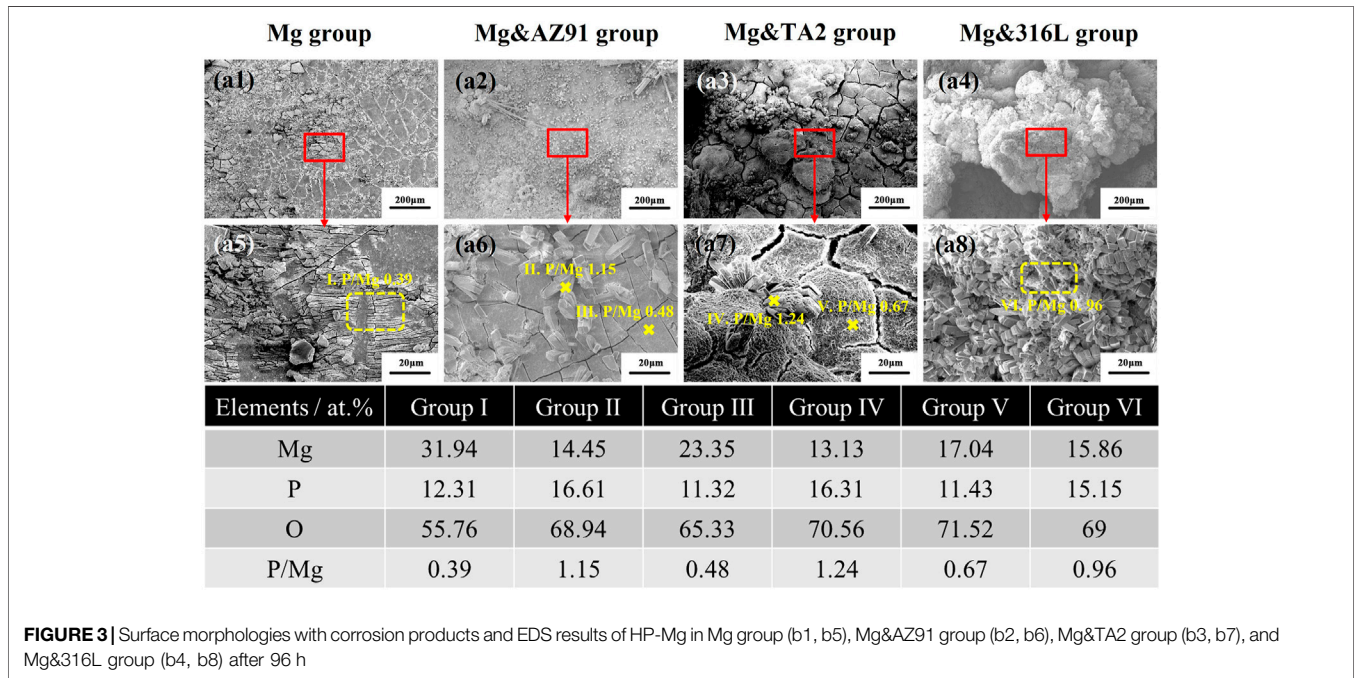 Mg group Mg&AZ91 group Mg&TA2 group Mg&316L group
(a1) (a2) (a3) (a4)
200μm 200μm 200μm 200μm
(a5) (a6) (a7) (a8)
I. P/Mg 0.39 II. P/Mg 1.15 III. P/Mg 0.48 IV. P/Mg 1.24 V. P/Mg 0.67 VI. P/Mg 0. 96
20μm 20μm 20μm 20μm
Elements / at.% Group I Group II Group III Group IV Group V Group VI
Mg 31.94 14.45 23.35 13.13 17.04 15.86
P 12.31 16.61 11.32 16.31 11.43 15.15
O 55.76 68.94 65.33 70.56 71.52 69
P/Mg 0.39 1.15 0.48 1.24 0.67 0.96
FIGURE 3 | Surface morphologies with corrosion products and EDS results of HP-Mg in Mg group (b1, b5), Mg&AZ91 group (b2, b6), Mg&TA2 group (b3, b7), and
Mg&316L group (b4, b8) after 96 h